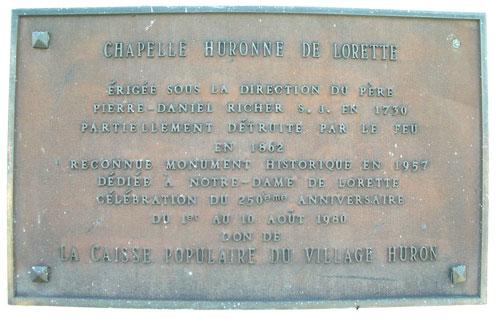 CHAPELLE HURONNE DE LORETTE
ÉRIGÉE SOUS LA DIRECTION DU PÈRE
PIERRE-DANIEL RICHER S. J. EN 1730
PARTIELLEMENT DÉTRUITE PAR LE FEU
EN 1862
RECONNUE MONUMENT HISTORIQUE EN 1957
DÉDIÉE À NOTRE-DAME DE LORETTE
CÉLÉBRATION DU 250ème ANNIVERSAIRE
DU 1er AU 10 AOÛT 1980
DON DE
LA CAISSE POPULAIRE DU VILLAGE HURON